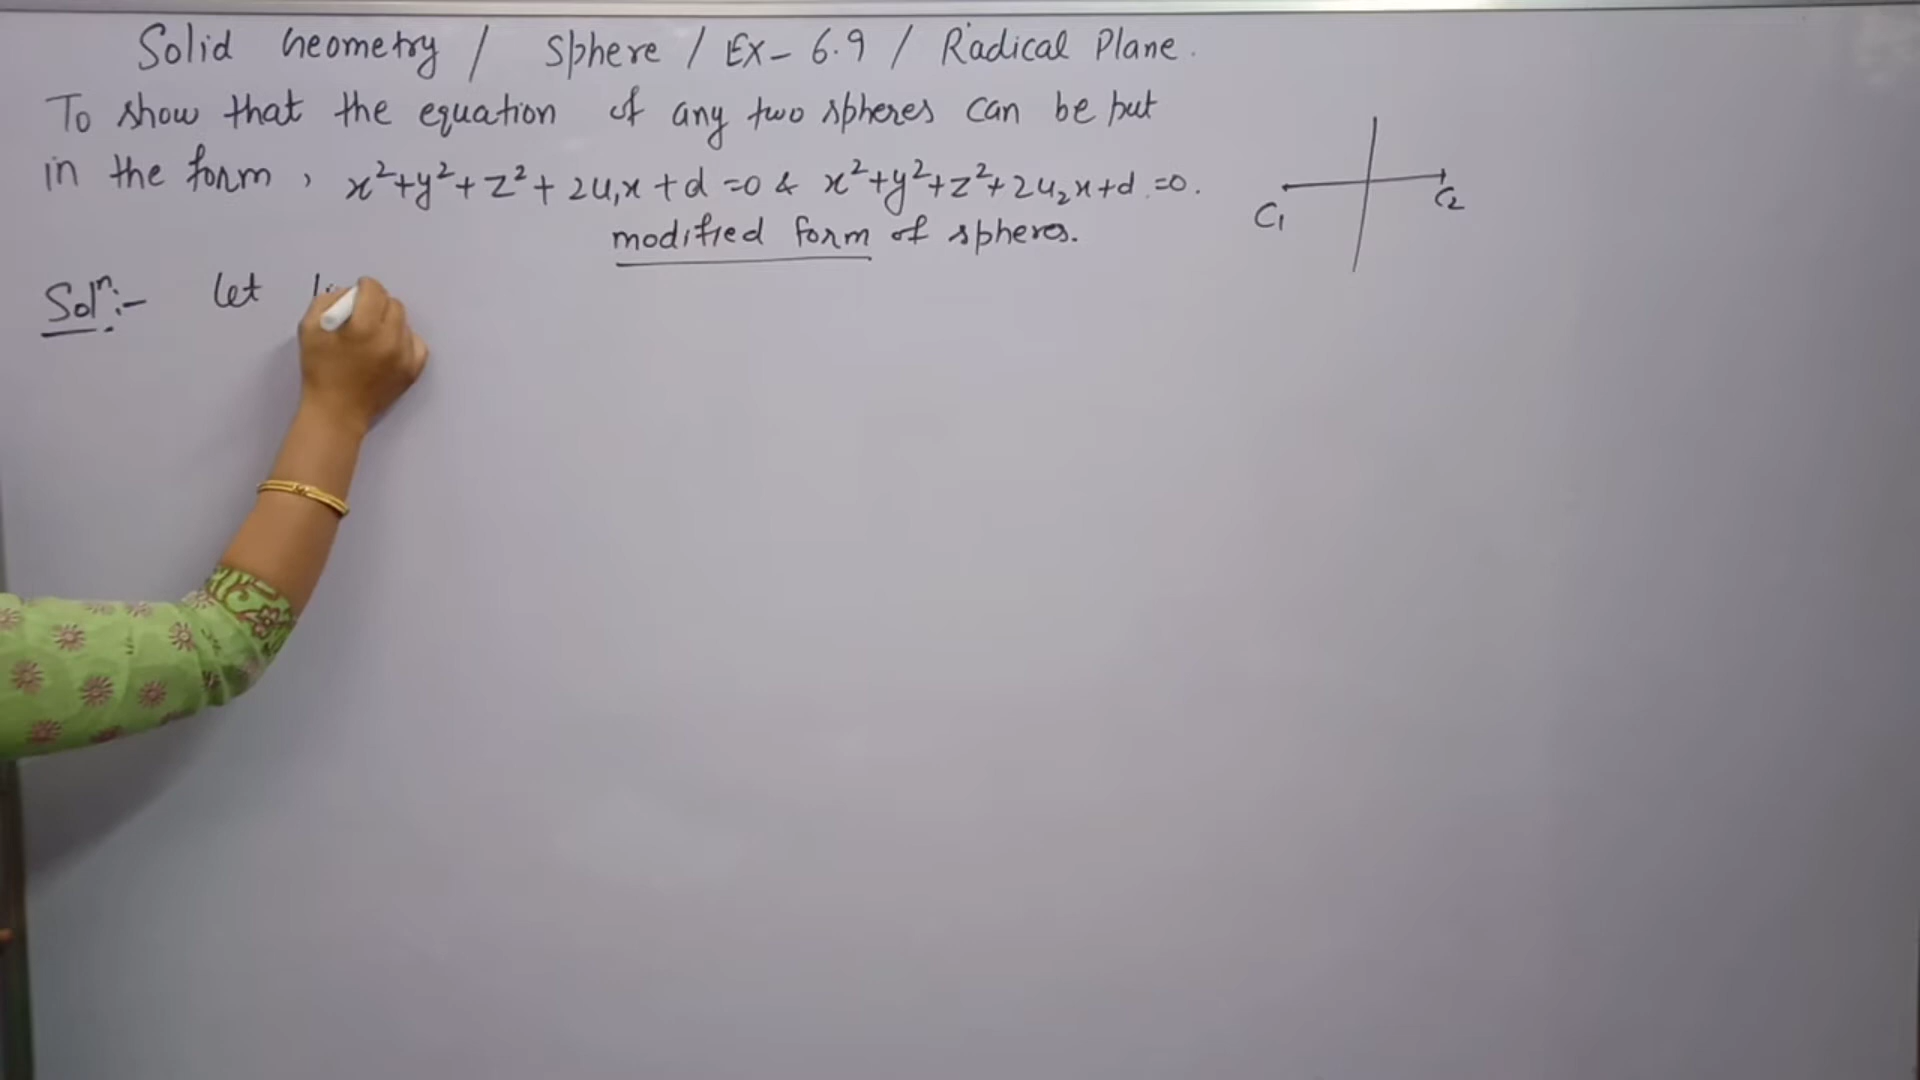 Solid Geometry / Sphere / Ex - 6.9 / Radical Plane.
To show that the equation of any two spheres can be put
in the form, x²+y²+z²+2u₁x+d=0 & x²+y²+z²+2u₂x+d=0.
modified form of spheres.
C₁ C₂
Solⁿ:- Let